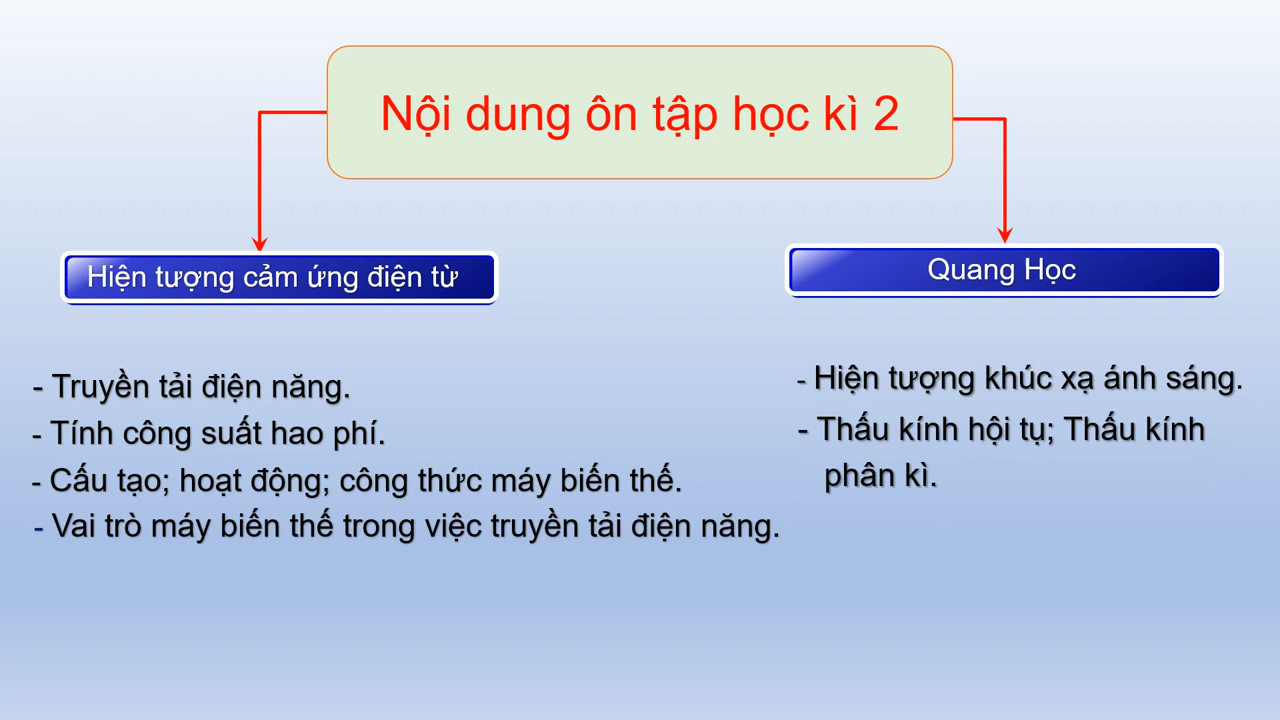 Nội dung ôn tập học kì 2
Hiện tượng cảm ứng điện từ
- Truyền tải điện năng.
- Tính công suất hao phí.
- Cấu tạo; hoạt động; công thức máy biến thế.
- Vai trò máy biến thế trong việc truyền tải điện năng.
Quang Học
- Hiện tượng khúc xạ ánh sáng.
- Thấu kính hội tụ; Thấu kính
phân kì.